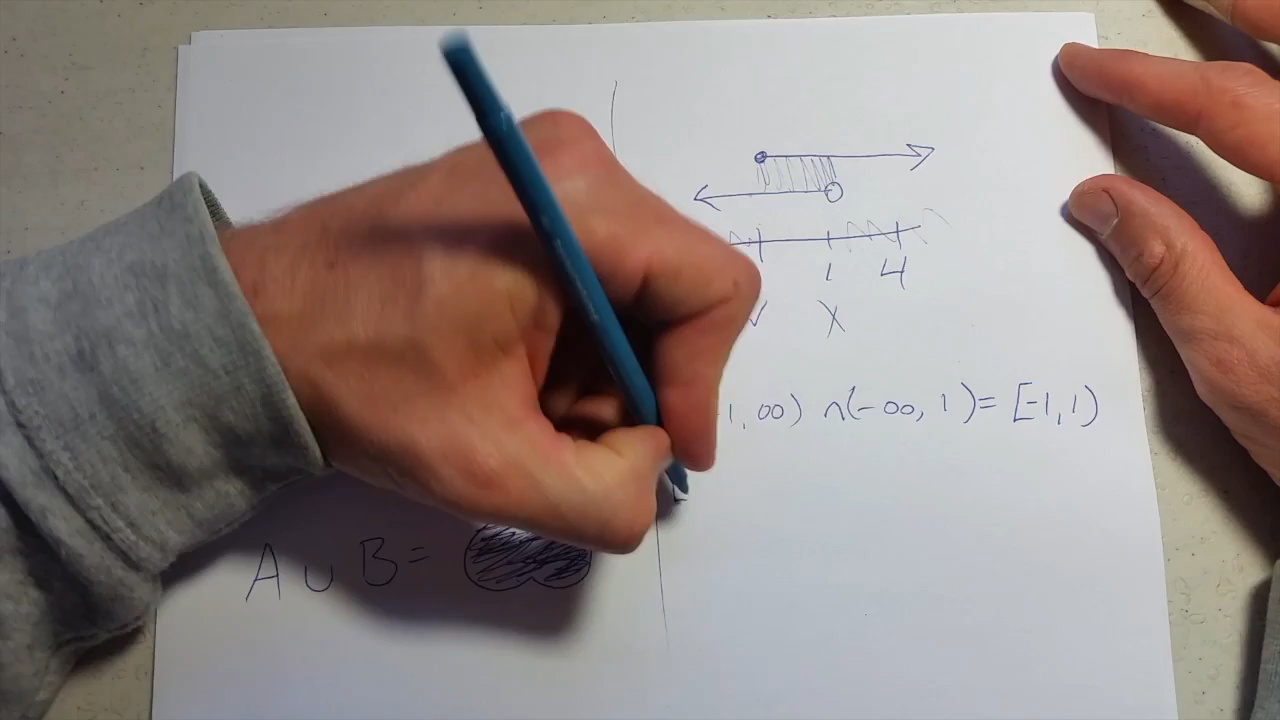 1 4
X
1, ∞) ∩ (-∞, 1) = [-1, 1)
A ∪ B =